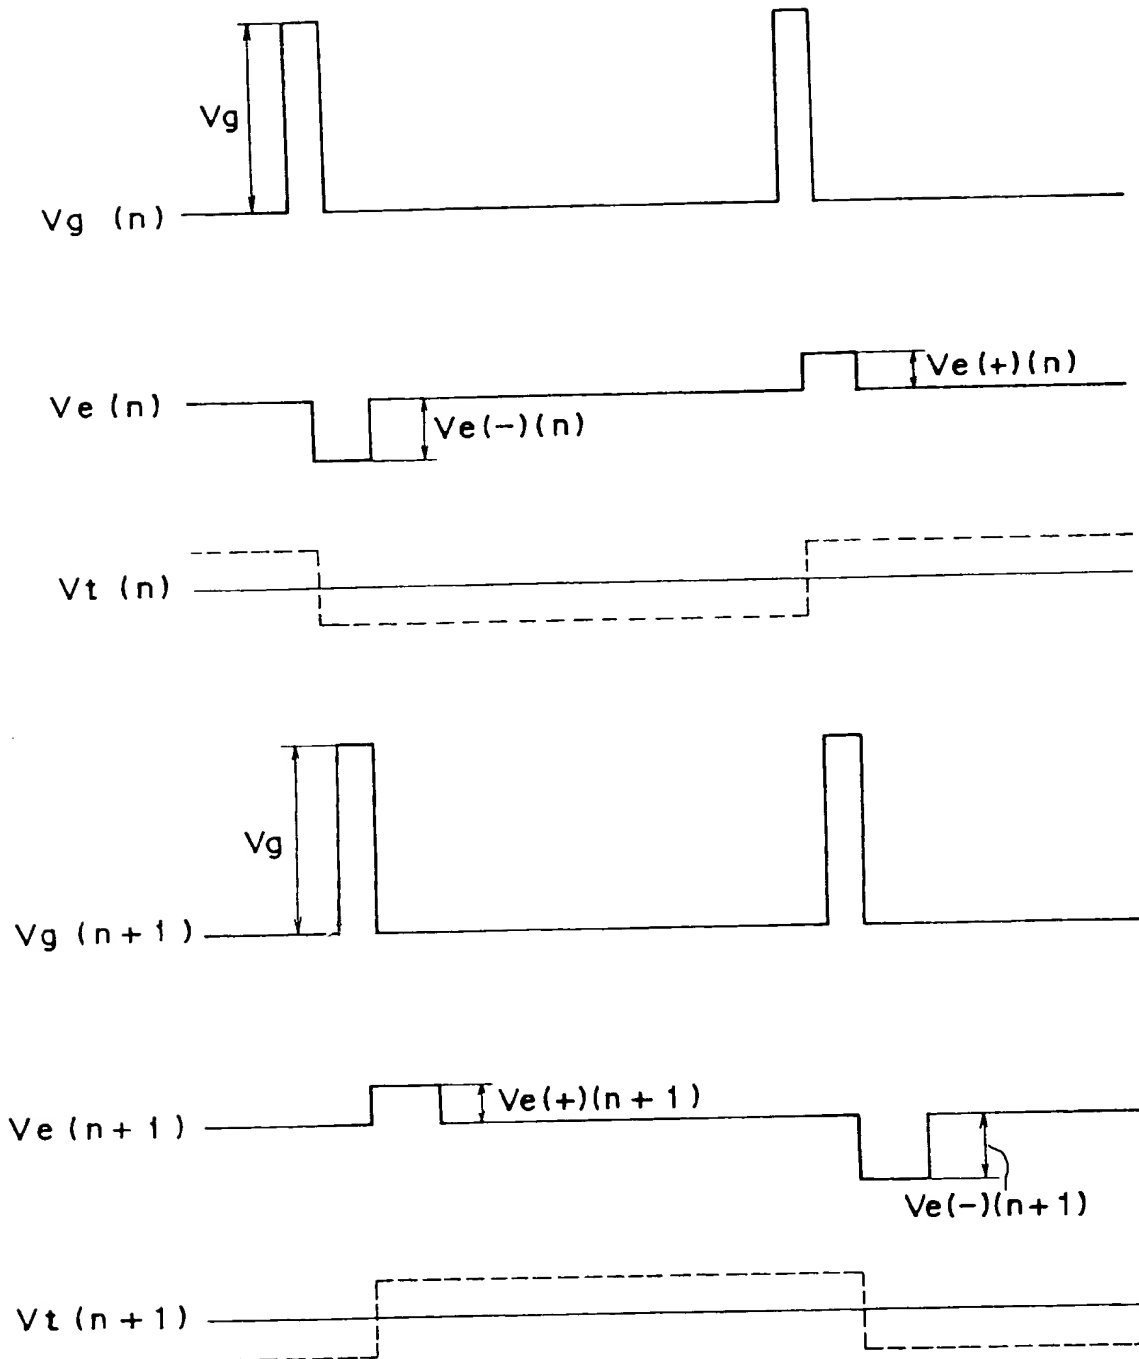 Vg
Vg (n)
Ve(+)(n)
Ve (n)
Ve(-)(n)
Vt (n)
Vg
Vg (n+1)
Ve(+)(n+1)
Ve (n+1)
Ve(-)(n+1)
Vt (n+1)